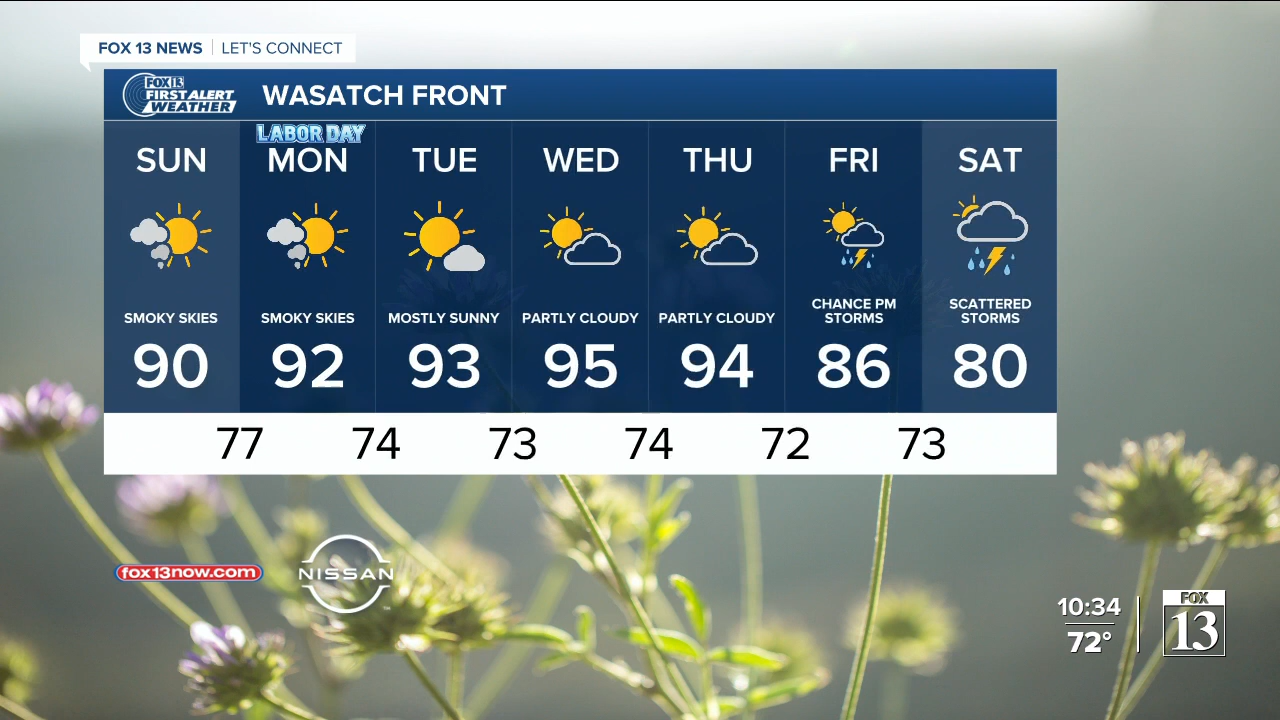 FOX 13 NEWS LET'S CONNECT
FOX 13
FIRST ALERT
WEATHER
WASATCH FRONT
LABOR DAY
SUN MON TUE WED THU FRI SAT
SMOKY SKIES SMOKY SKIES MOSTLY SUNNY PARTLY CLOUDY PARTLY CLOUDY CHANCE PM STORMS SCATTERED STORMS
90 92 93 95 94 86 80
77 74 73 74 72 73
fox13now.com
NISSAN
10:34
72°
FOX
13